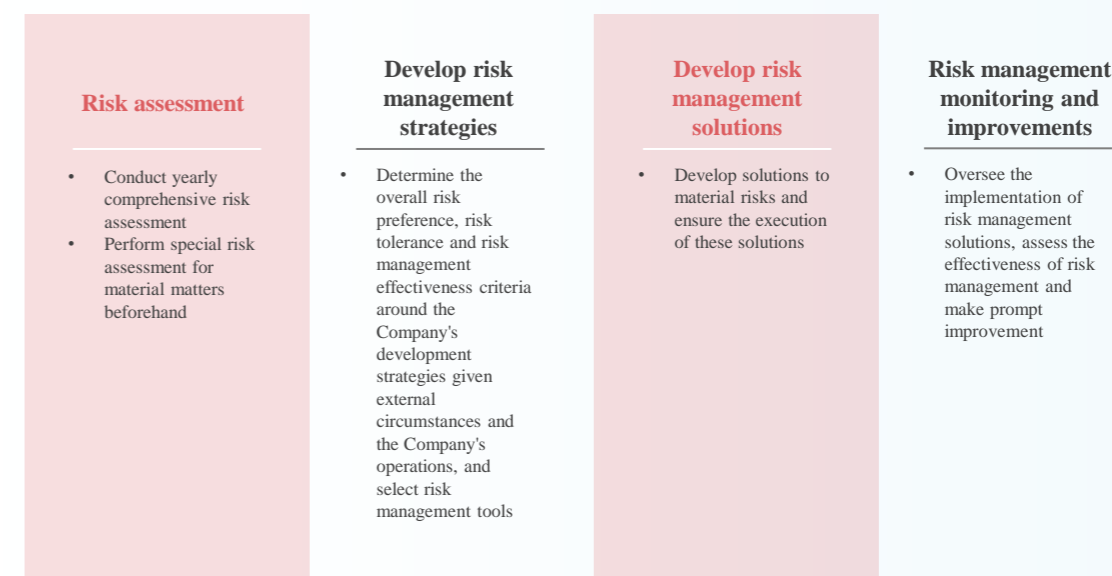 Risk assessment
• Conduct yearly
comprehensive risk
assessment
• Perform special risk
assessment for
material matters
beforehand
Develop risk
management
strategies
• Determine the
overall risk
preference, risk
tolerance and risk
management
effectiveness criteria
around the
Company's
development
strategies given
external
circumstances and
the Company's
operations, and
select risk
management tools
Develop risk
management
solutions
• Develop solutions to
material risks and
ensure the execution
of these solutions
Risk management
monitoring and
improvements
• Oversee the
implementation of
risk management
solutions, assess the
effectiveness of risk
management and
make prompt
improvement